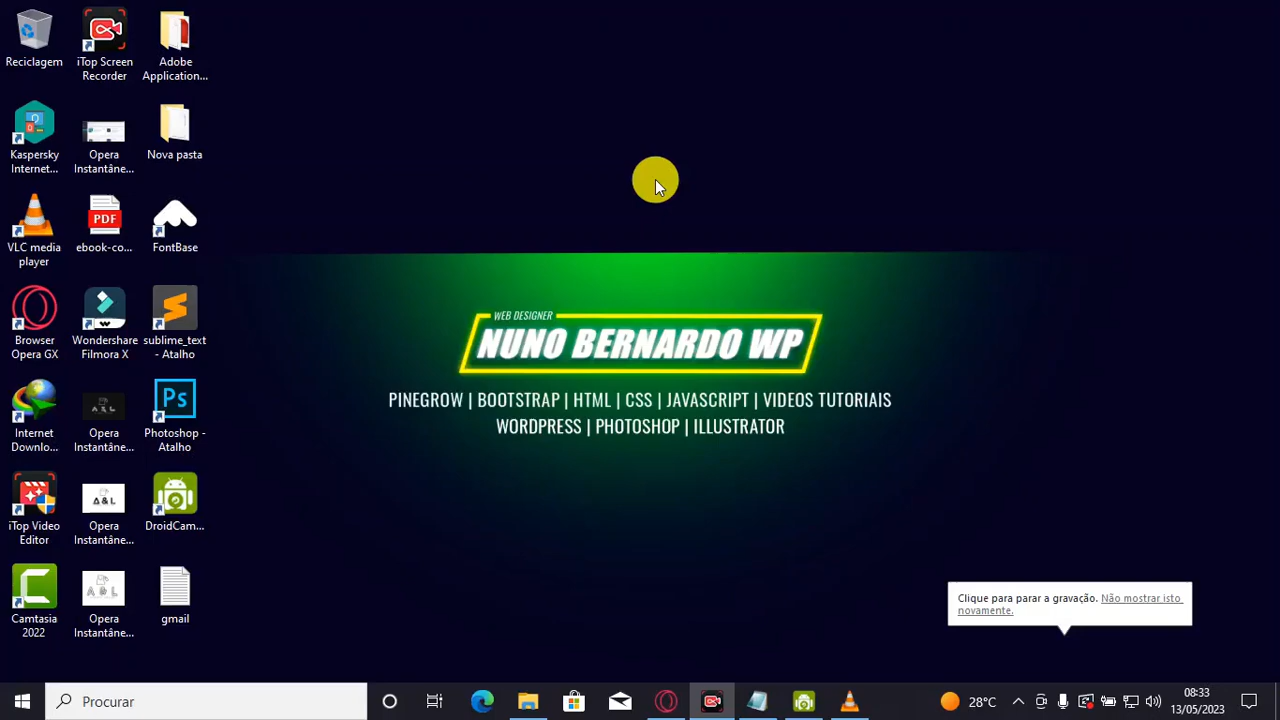 Reciclagem
iTop Screen
Recorder
Adobe
Application...
Kaspersky
Internet...
Opera
Instantâne...
Nova pasta
VLC media
player
PDF
ebook-co...
FontBase
Browser
Opera GX
Wondershare
Filmora X
sublime_text
- Atalho
Internet
Downlo...
Opera
Instantâne...
Ps
Photoshop -
Atalho
iTop Video
Editor
A&L
Opera
Instantâne...
DroidCam...
Camtasia
2022
Opera
Instantâne...
gmail
WEB DESIGNER
NUNO BERNARDO WP
PINEGROW | BOOTSTRAP | HTML | CSS | JAVASCRIPT | VIDEOS TUTORIAIS
WORDPRESS | PHOTOSHOP | ILLUSTRATOR
Clique para parar a gravação. Não mostrar isto
novamente.
Procurar
28°C
08:33
13/05/2023